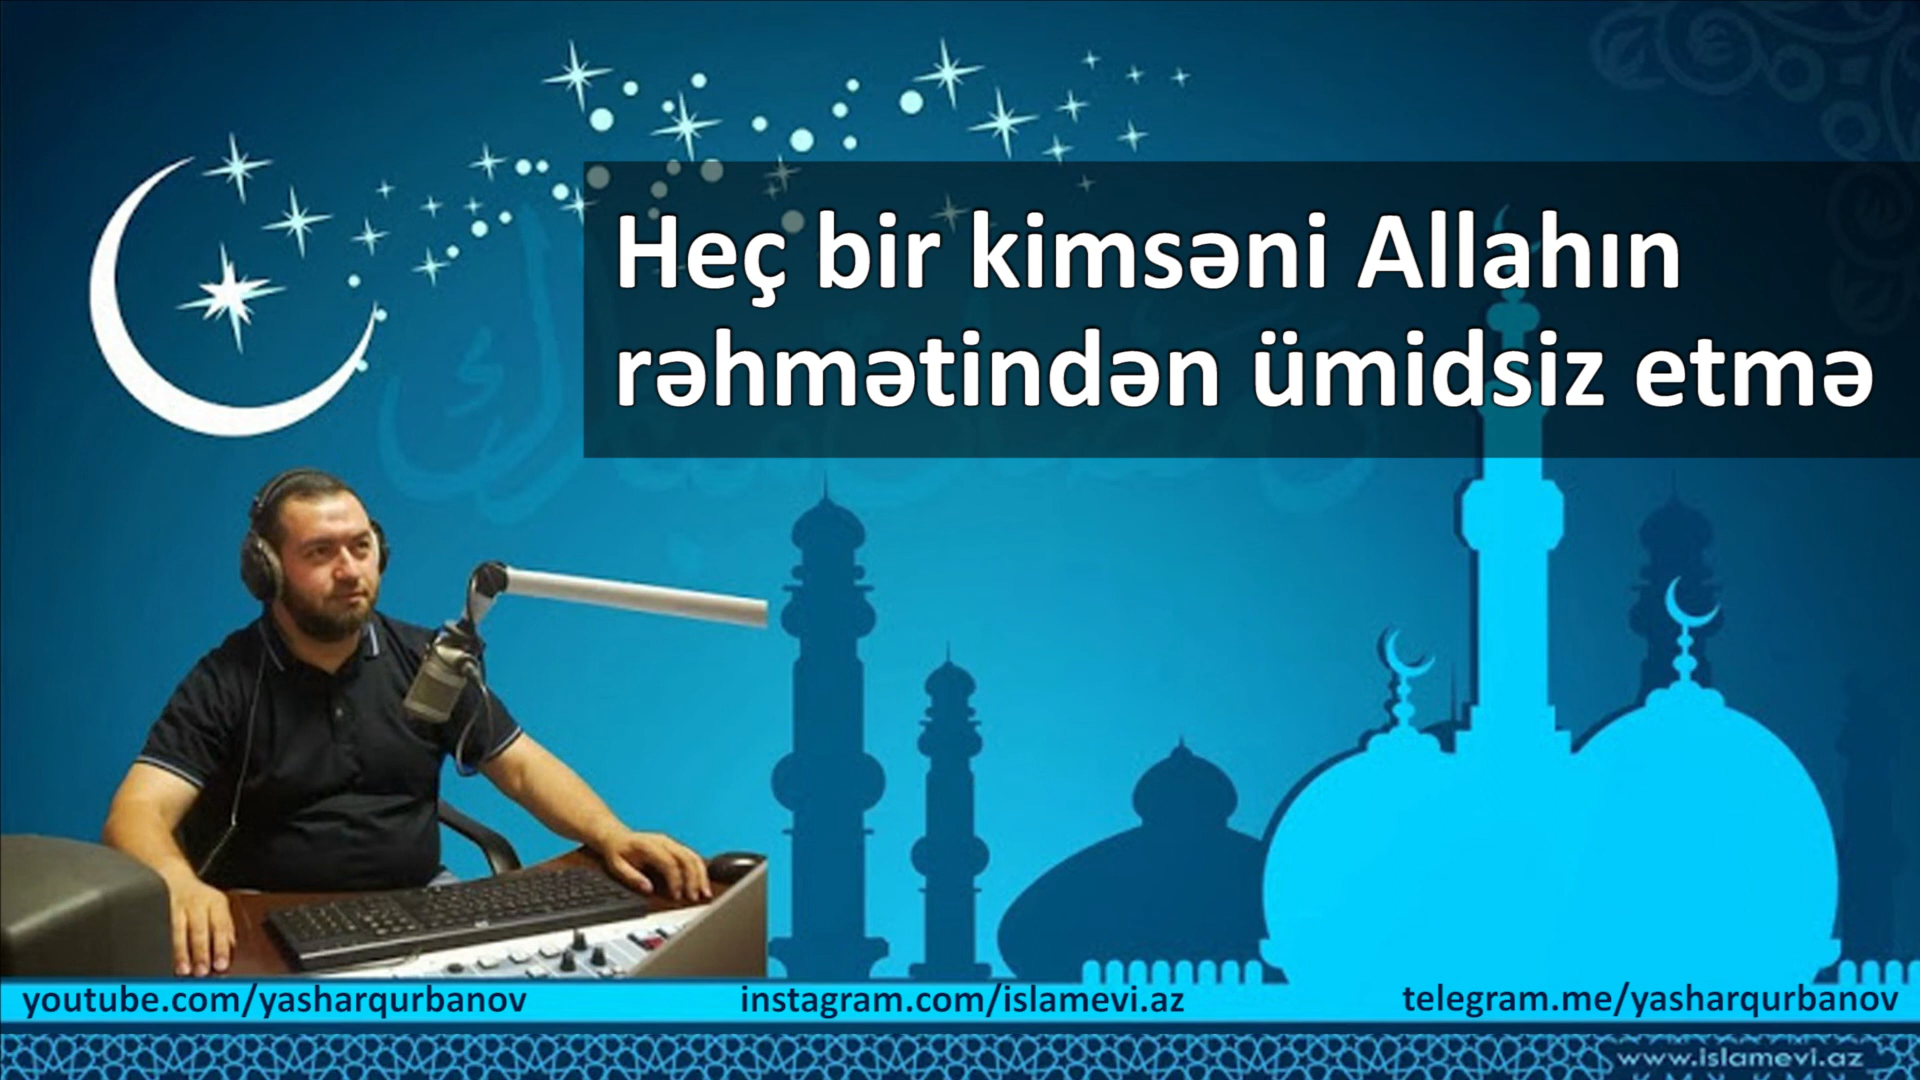 Heç bir kimsəni Allahın
rəhmətindən ümidsiz etmə
youtube.com/yasharqurbanov
instagram.com/islamevi.az
telegram.me/yasharqurbanov
www.islamevi.az